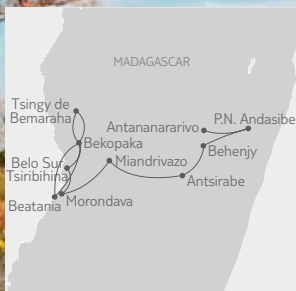 MADAGASCAR
Tsingy de
Bemaraha
Antananararivo
P.N. Andasibe
Bekopaka
Behenjy
Belo Sur
Tsiribihina
Miandrivazo
Antsirabe
Beatania
Morondava